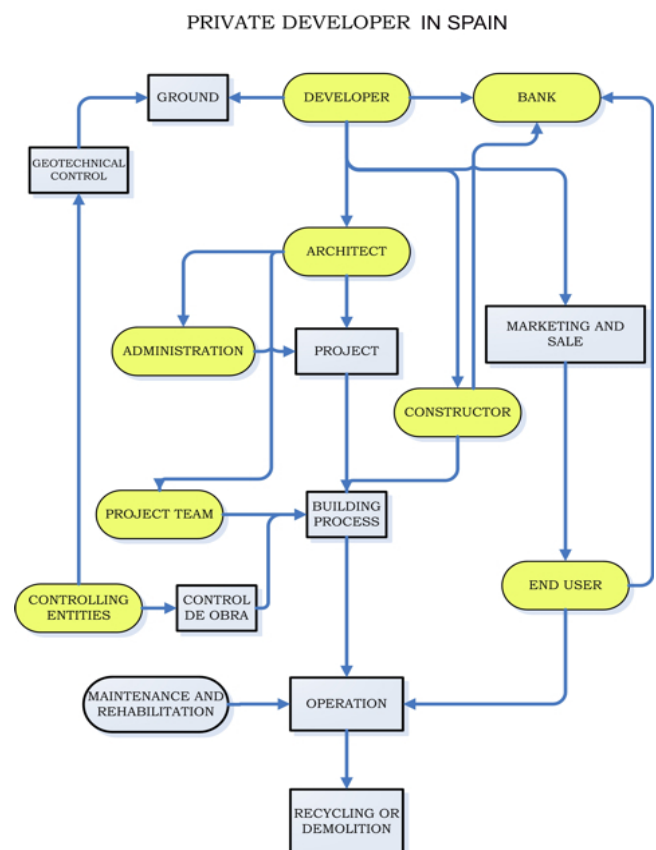 PRIVATE DEVELOPER IN SPAIN
GROUND
DEVELOPER
BANK
GEOTECHNICAL
CONTROL
ARCHITECT
ADMINISTRATION
PROJECT
MARKETING AND
SALE
CONSTRUCTOR
PROJECT TEAM
BUILDING
PROCESS
CONTROLLING
ENTITIES
CONTROL
DE OBRA
END USER
MAINTENANCE AND
REHABILITATION
OPERATION
RECYCLING OR
DEMOLITION